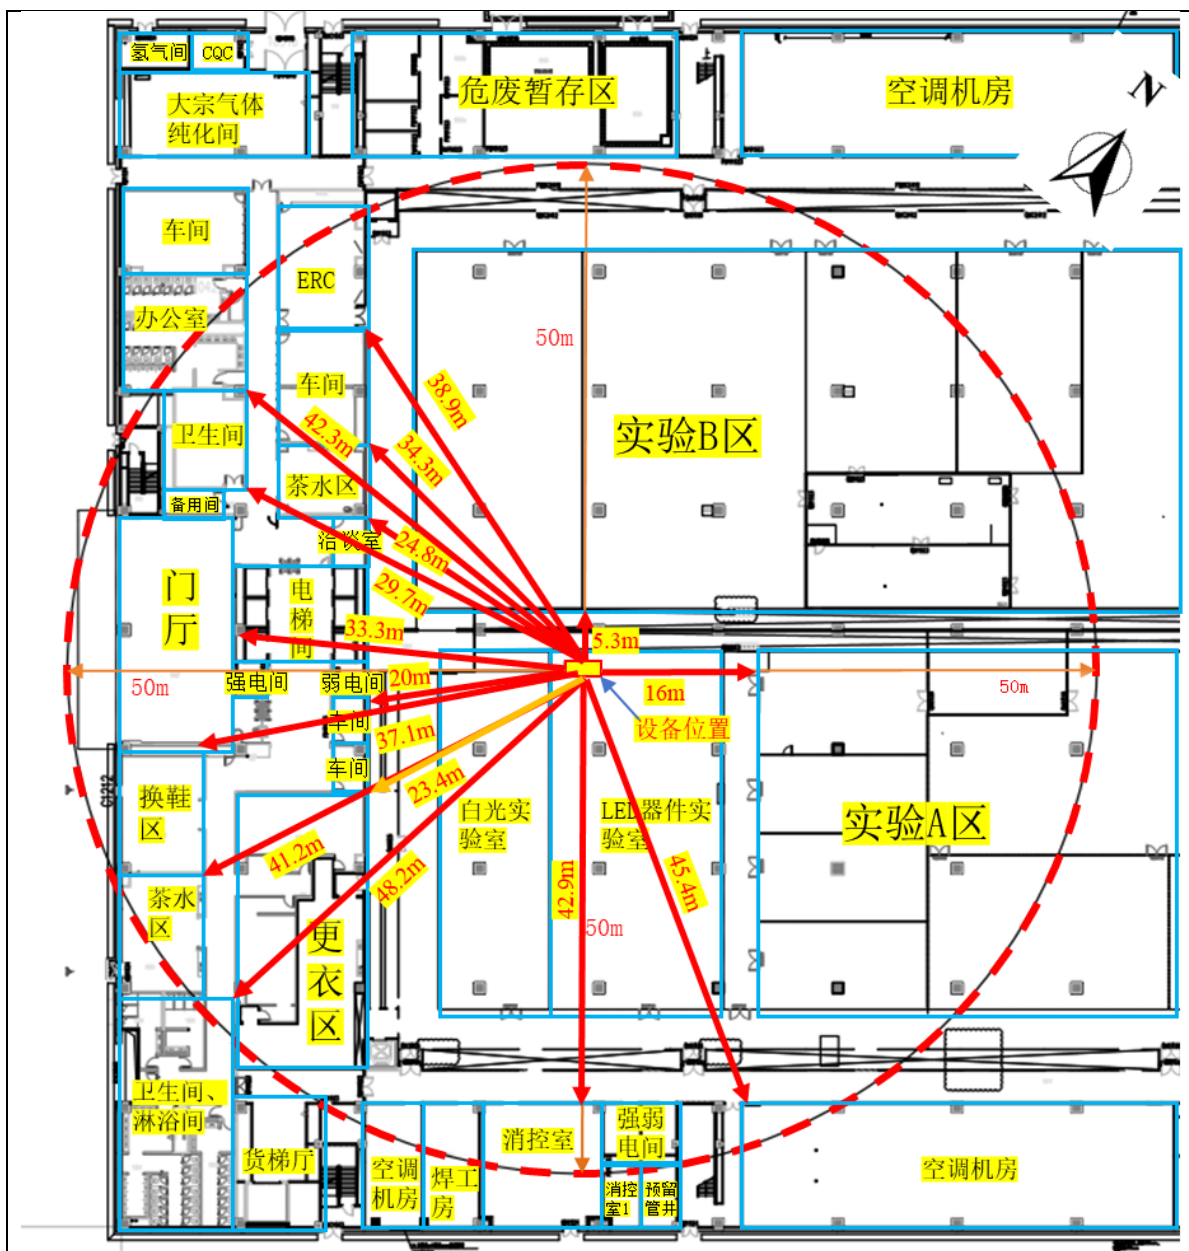 氢气间
CQC
大宗气体
纯化间
危废暂存区
空调机房
N
车间
ERC
办公室
50m
车间
38.9m
实验B区
42.3m
34.3m
卫生间
茶水区
备用间
洽谈室
24.8m
门
厅
电
梯
间
29.7m
33.3m
5.3m
强电间
弱电间
20m
50m
16m
50m
车间
设备位置
37.1m
车间
23.4m
换鞋
区
白光实
验室
LED器件实
验室
实验A区
41.2m
48.2m
42.9m
45.4m
茶水
区
50m
更
衣
区
卫生间、
淋浴间
货梯厅
空调
机房
焊工
房
消控室
强弱
电间
消控
室1
预留
管井
空调机房